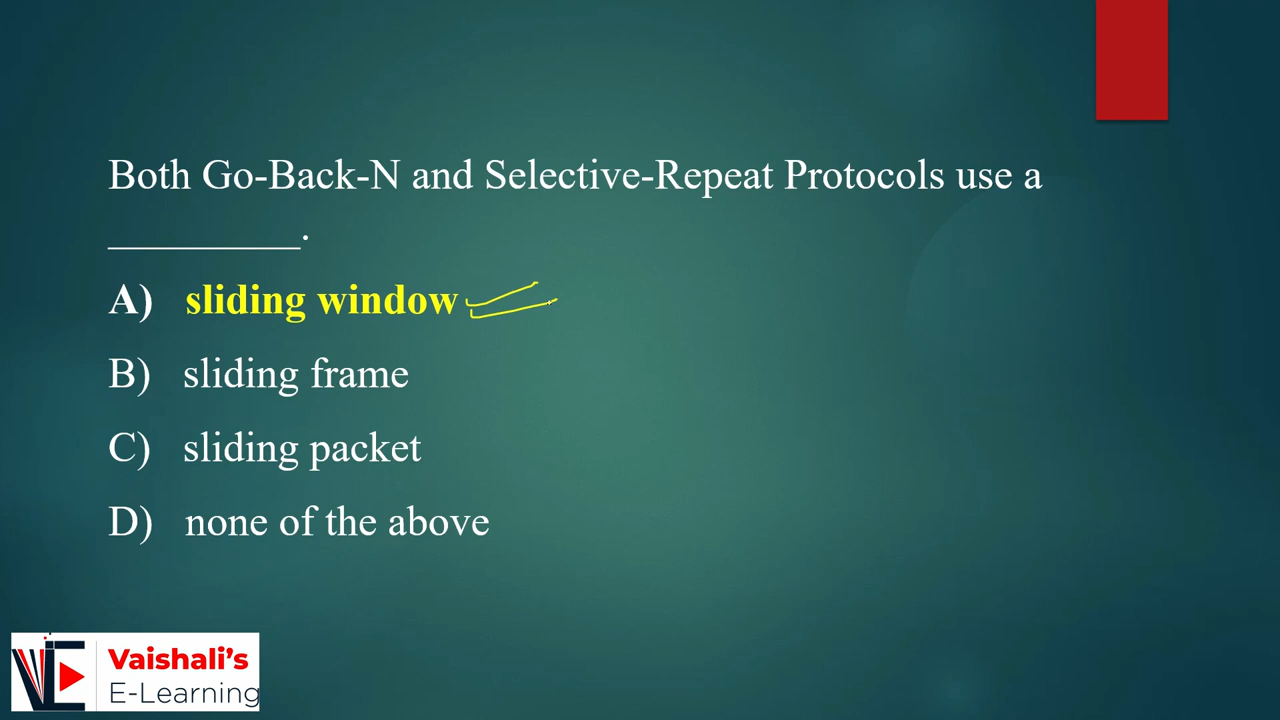 Both Go-Back-N and Selective-Repeat Protocols use a
__________.
A) sliding window
B) sliding frame
C) sliding packet
D) none of the above
Vaishali's
E-Learning